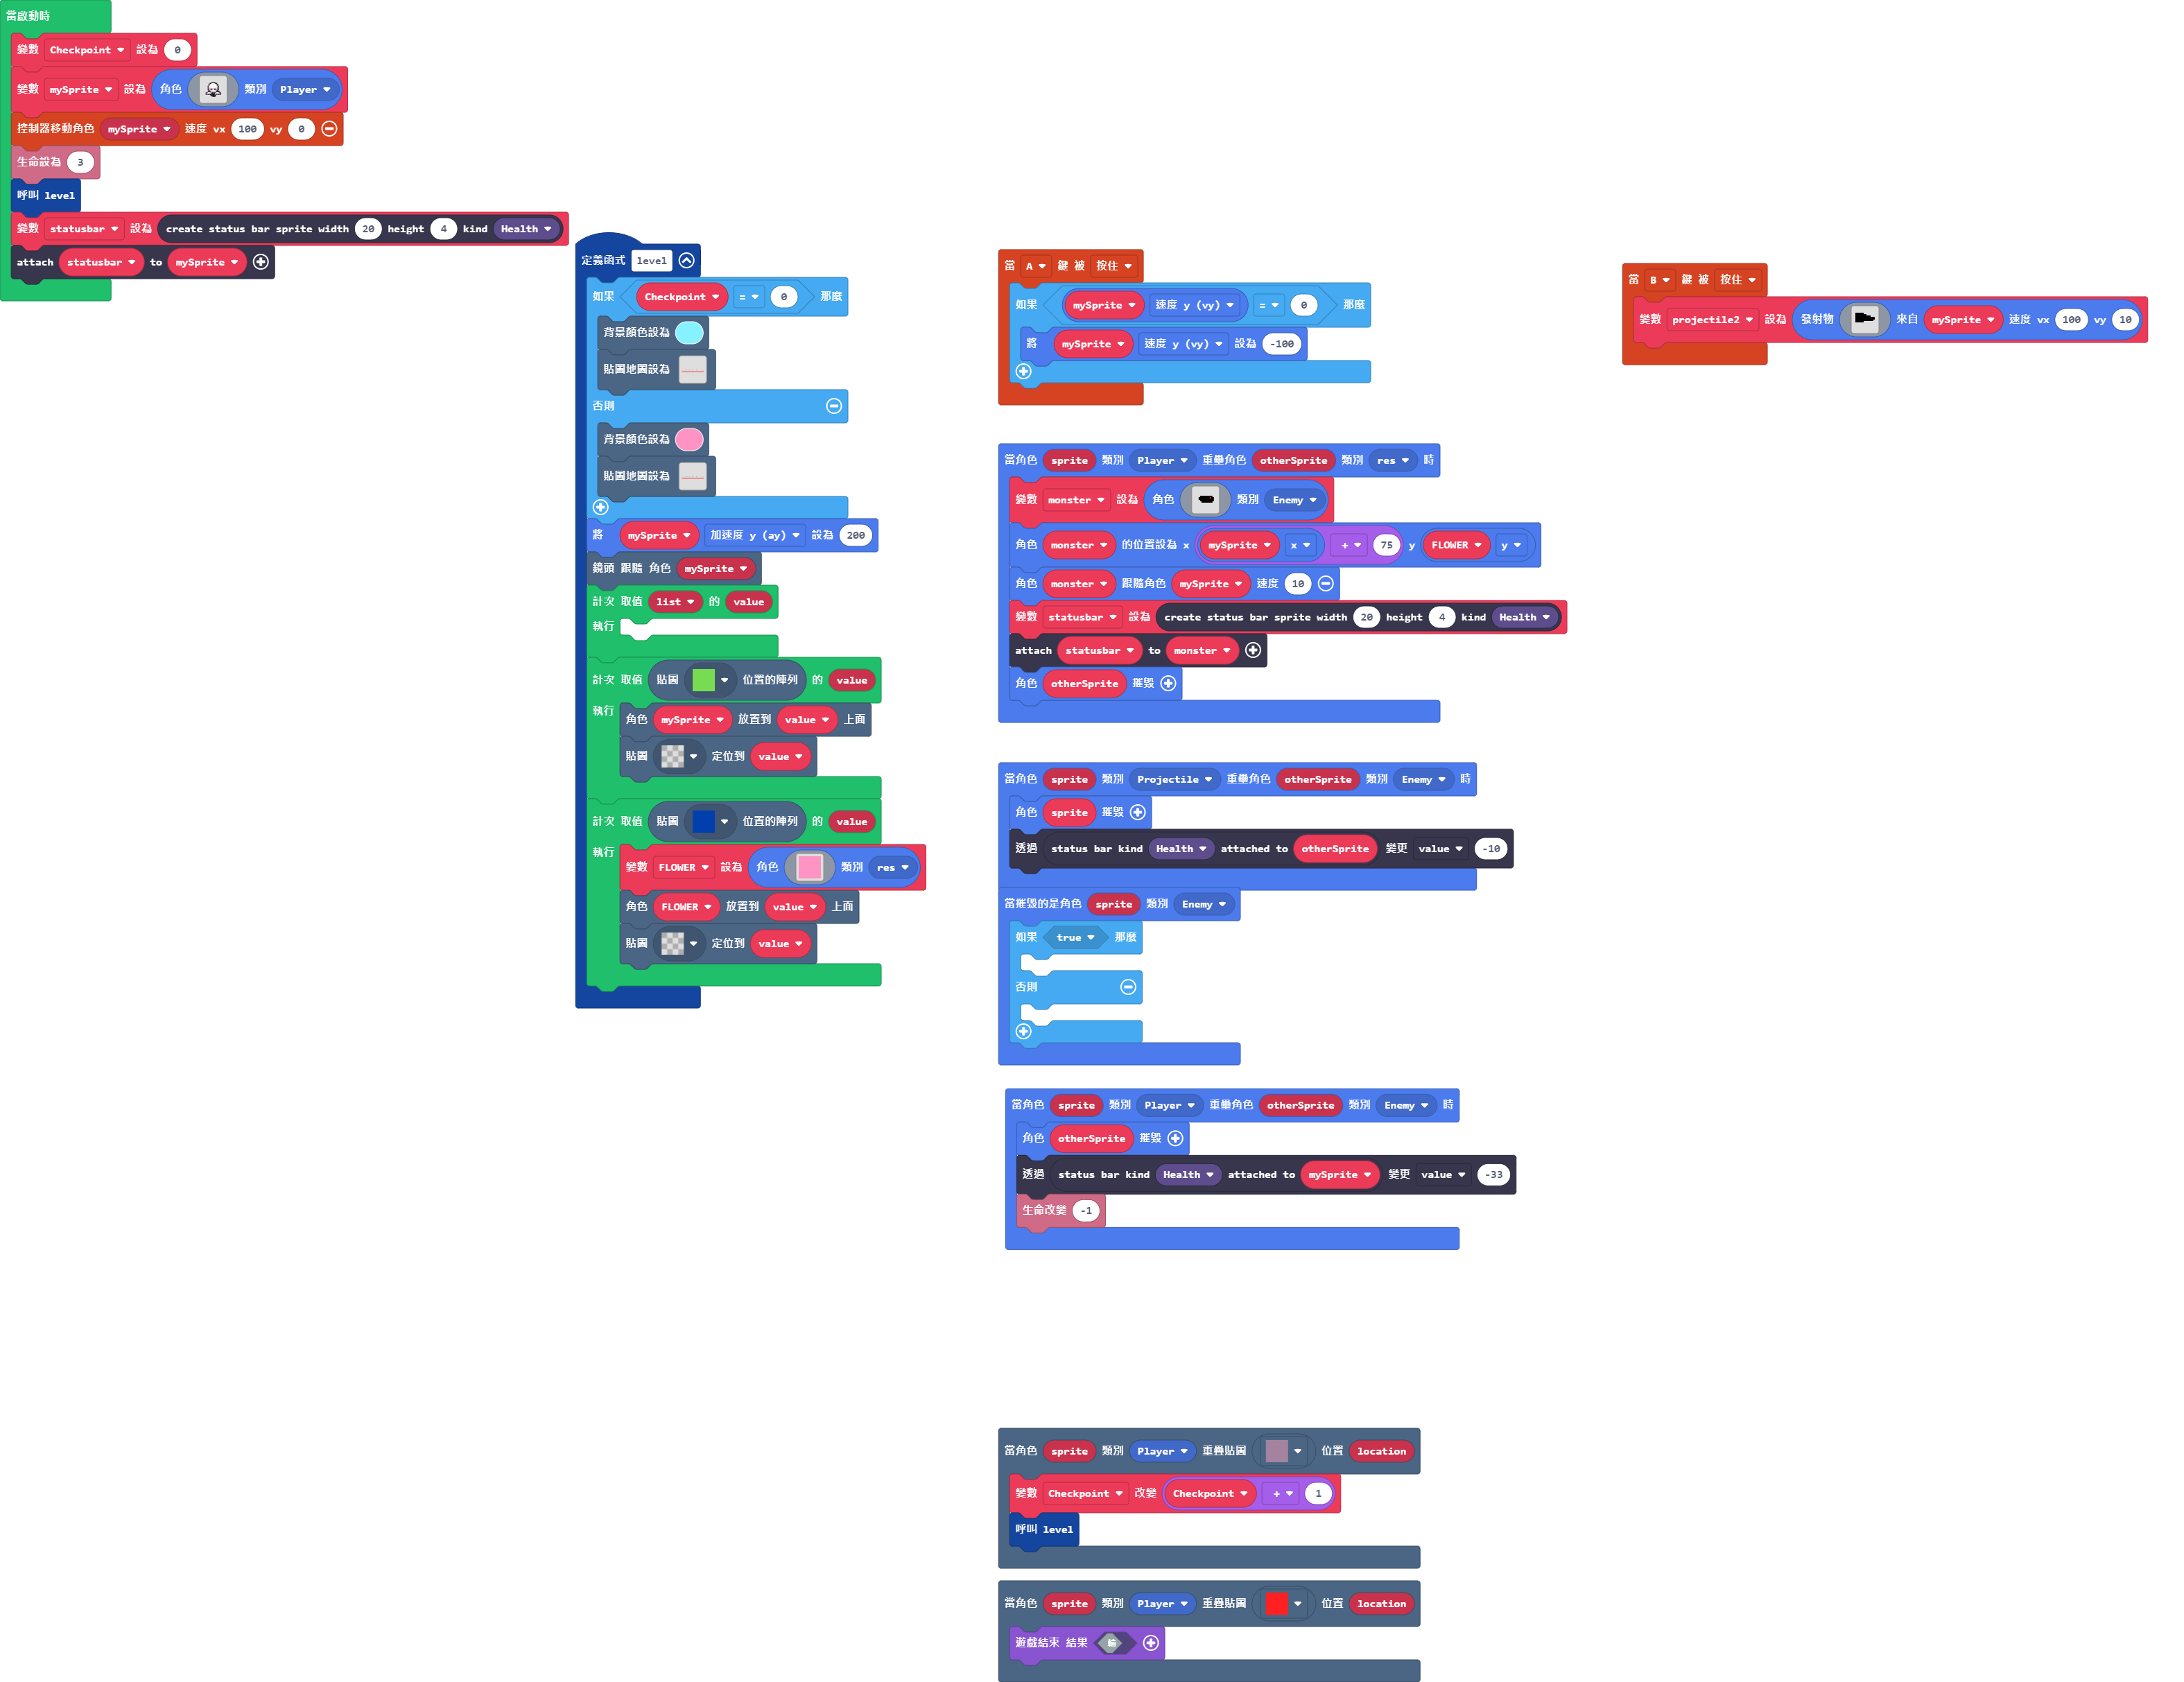 當啟動時
變數 Checkpoint 設為 0
變數 mySprite 設為 角色 類別 Player
控制器移動角色 mySprite 速度 vx 100 vy 0
生命設為 3
呼叫 level
變數 statusbar 設為 create status bar sprite width 20 height 4 kind Health
attach statusbar to mySprite
定義函式 level
如果 Checkpoint = 0 那麼
背景顏色設為
貼圖地圖設為
否則
背景顏色設為
貼圖地圖設為
將 mySprite 加速度 y (ay) 設為 200
鏡頭 跟隨 角色 mySprite
計次 取值 list 的 value
執行
計次 取值 貼圖 位置的陣列 的 value
執行
角色 mySprite 放置到 value 上面
貼圖 定位到 value
計次 取值 貼圖 位置的陣列 的 value
執行
變數 FLOWER 設為 角色 類別 res
角色 FLOWER 放置到 value 上面
貼圖 定位到 value
當 A 鍵 被 按住
如果 mySprite 速度 y (vy) = 0 那麼
將 mySprite 速度 y (vy) 設為 -100
當角色 sprite 類別 Player 重疊角色 otherSprite 類別 res 時
變數 monster 設為 角色 類別 Enemy
角色 monster 的位置設為 x mySprite x + 75 y FLOWER y
角色 monster 跟隨角色 mySprite 速度 10
變數 statusbar 設為 create status bar sprite width 20 height 4 kind Health
attach statusbar to monster
角色 otherSprite 摧毀
當角色 sprite 類別 Projectile 重疊角色 otherSprite 類別 Enemy 時
角色 sprite 摧毀
透過 status bar kind Health attached to otherSprite 變更 value -10
當摧毀的是角色 sprite 類別 Enemy
如果 true 那麼
否則
當角色 sprite 類別 Player 重疊角色 otherSprite 類別 Enemy 時
角色 otherSprite 摧毀
透過 status bar kind Health attached to mySprite 變更 value -33
生命改變 -1
當角色 sprite 類別 Player 重疊貼圖 位置 location
變數 Checkpoint 改變 Checkpoint + 1
呼叫 level
當角色 sprite 類別 Player 重疊貼圖 位置 location
遊戲結束 結果 輸
當 B 鍵 被 按住
變數 projectile2 設為 發射物 來自 mySprite 速度 vx 100 vy 10